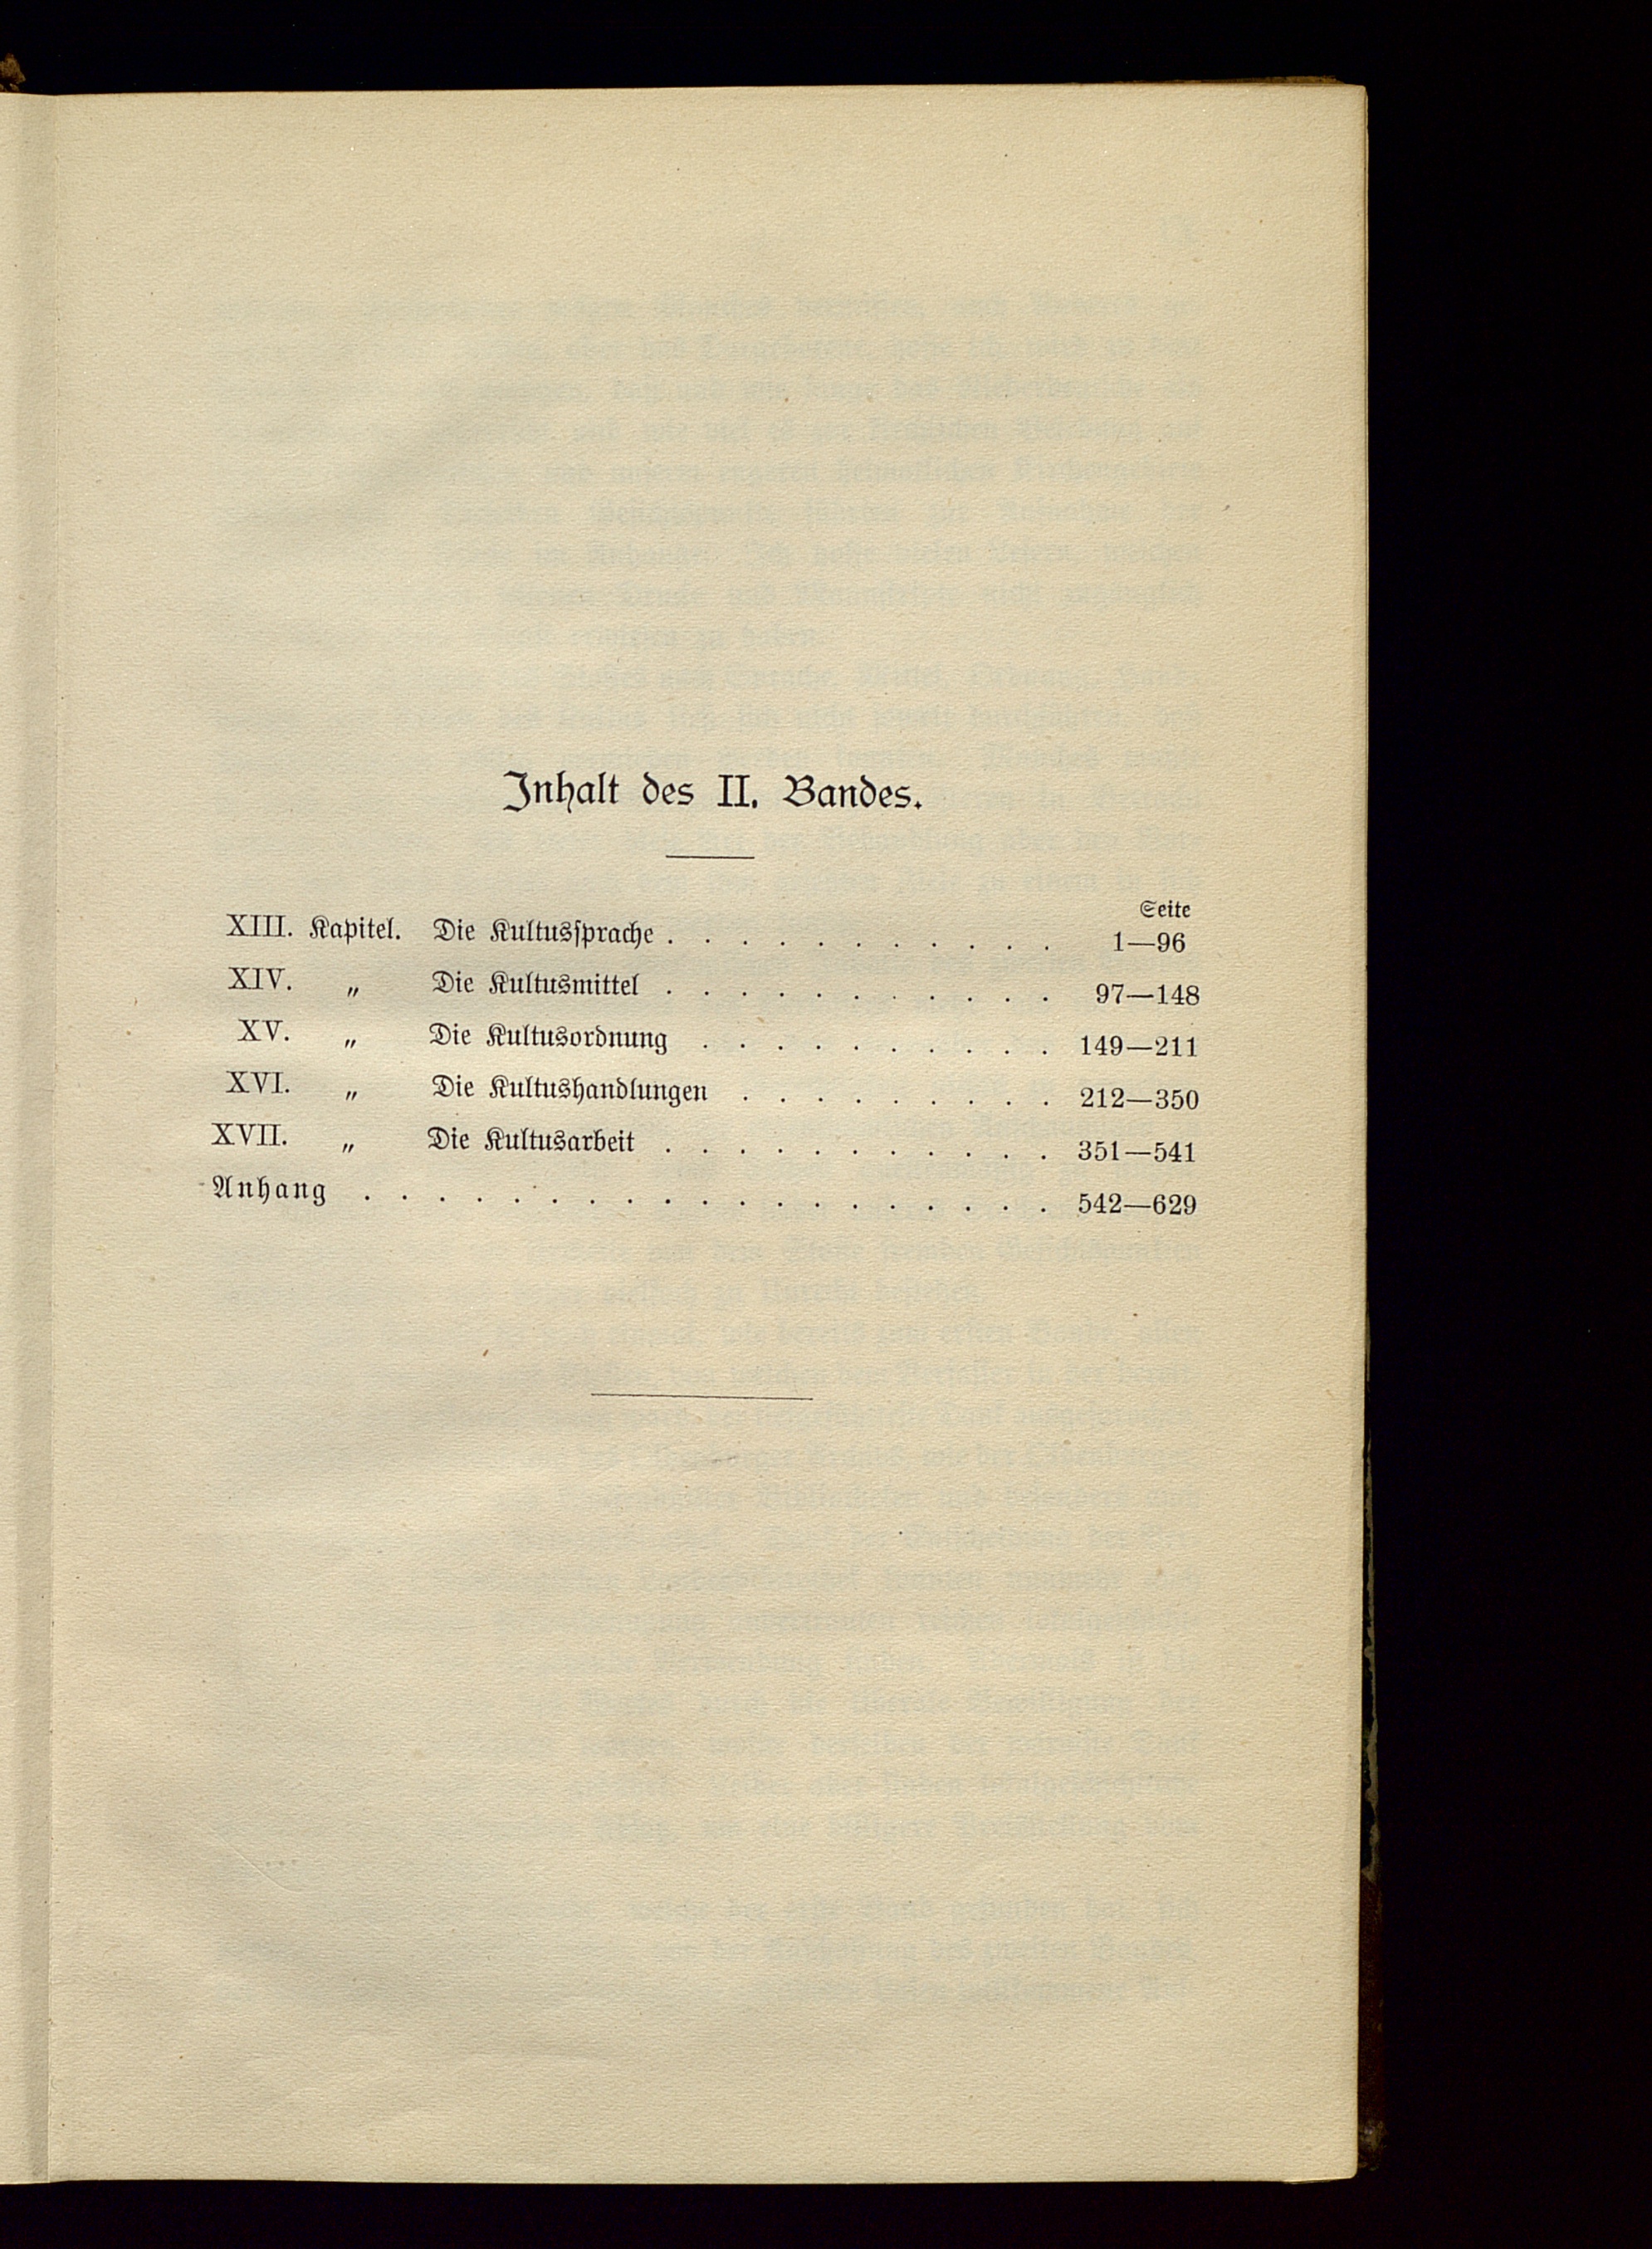 Inhalt des II. Bandes.
Seite
XIII. Kapitel. Die Kultussprache . . . . . . . . . . . 1—96
XIV. „ Die Kultusmittel . . . . . . . . . . . 97—148
XV. „ Die Kultusordnung . . . . . . . . . . 149—211
XVI. „ Die Kultushandlungen . . . . . . . . . 212—350
XVII. „ Die Kultusarbeit . . . . . . . . . . . 351—541
Anhang . . . . . . . . . . . . . . . . . . . 542—629